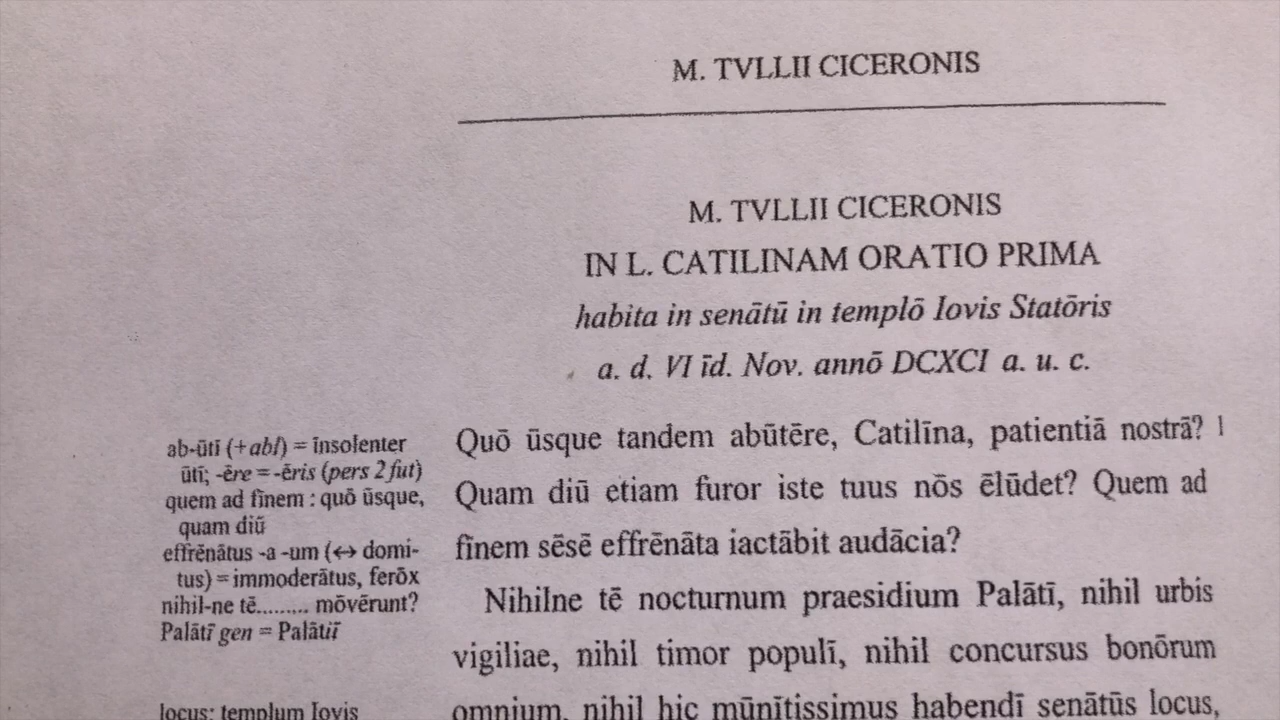 M. TVLLII CICERONIS
M. TVLLII CICERONIS
IN L. CATILINAM ORATIO PRIMA
habita in senātū in templō Iovis Statōris
a. d. VI īd. Nov. annō DCXCI a. u. c.
ab-ūtī (+abl) = īnsolenter
ūtī; -ēre = -ēris (pers 2 fut)
quem ad fīnem : quō ūsque,
quam diū
effrēnātus -a -um (↔ domi-
tus) = immoderātus, ferōx
nihil-ne tē......... mōvērunt?
Palātī gen = Palātiī
locus: templum Iovis
Quō ūsque tandem abūtēre, Catilīna, patientiā nostrā? 1
Quam diū etiam furor iste tuus nōs ēlūdet? Quem ad
fīnem sēsē effrēnāta iactābit audācia?
Nihilne tē nocturnum praesidium Palātī, nihil urbis
vigiliae, nihil timor populī, nihil concursus bonōrum
omnium, nihil hic mūnītissimus habendī senātūs locus,